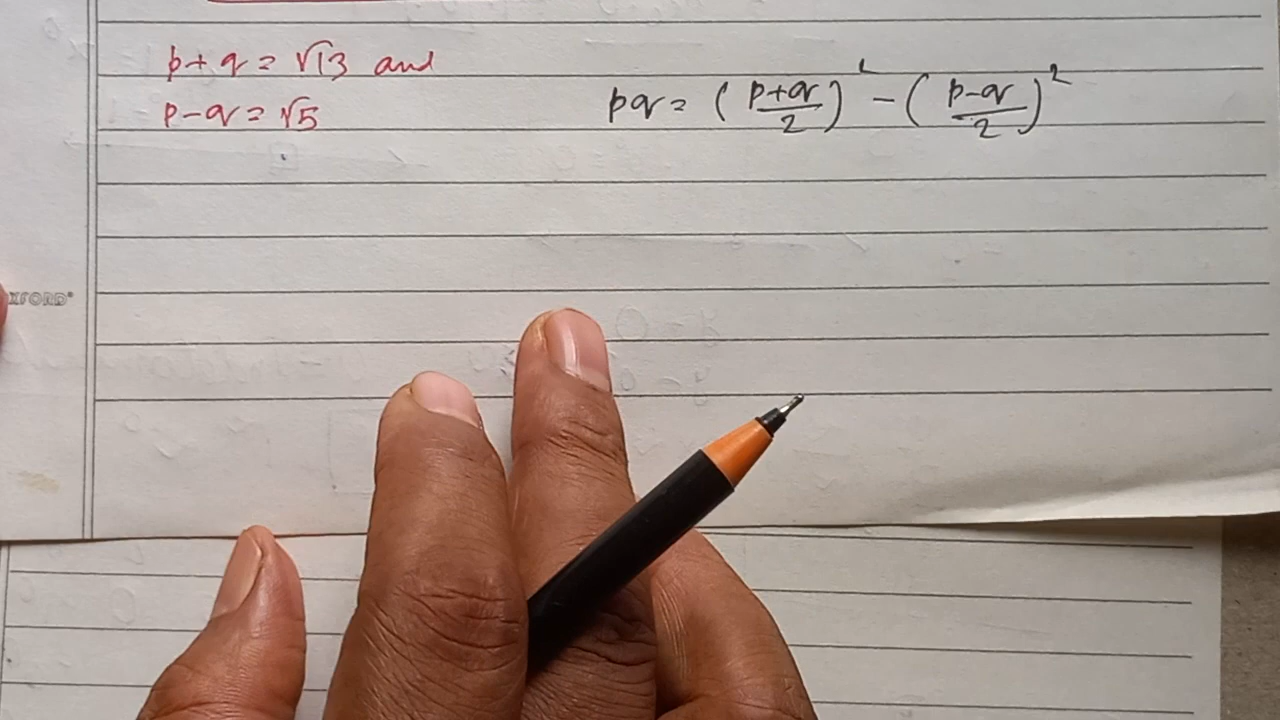 p+q = √13 and
p-q = √5
pq = (p+q/2)² - (p-q/2)²
XFORD®